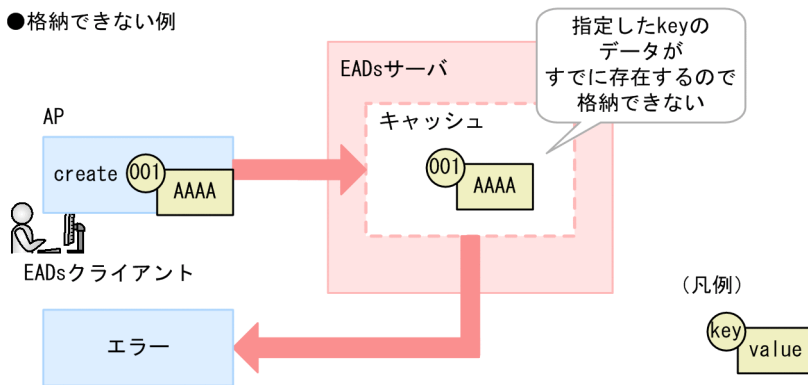 ●格納できない例
指定したkeyの
データが
すでに存在するので
格納できない
EADsサーバ
キャッシュ
AP
create
001
AAAA
001
AAAA
EADsクライアント
エラー
（凡例）
key
value